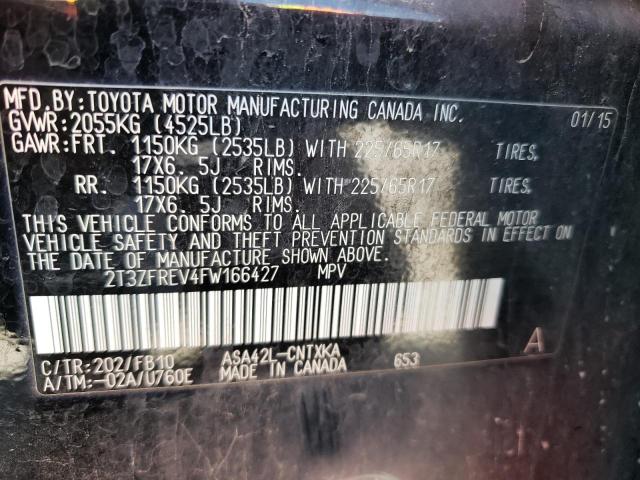 MFD.BY:TOYOTA MOTOR MANUFACTURING CANADA INC. 01/15
GVWR:2055KG (4525LB)
GAWR:FRT. 1150KG (2535LB) WITH 225/65R17 TIRES,
17X6. 5J RIMS.
RR. 1150KG (2535LB) WITH 225/65R17 TIRES,
17X6. 5J RIMS.
THIS VEHICLE CONFORMS TO ALL APPLICABLE FEDERAL MOTOR
VEHICLE SAFETY AND THEFT PREVENTION STANDARDS IN EFFECT ON
THE DATE OF MANUFACTURE SHOWN ABOVE.
2T3ZFREV4FW166427 MPV
C/TR:202/FB10 ASA42L-CNTXKA 6S3 A
A/TM:-02A/U760E MADE IN CANADA